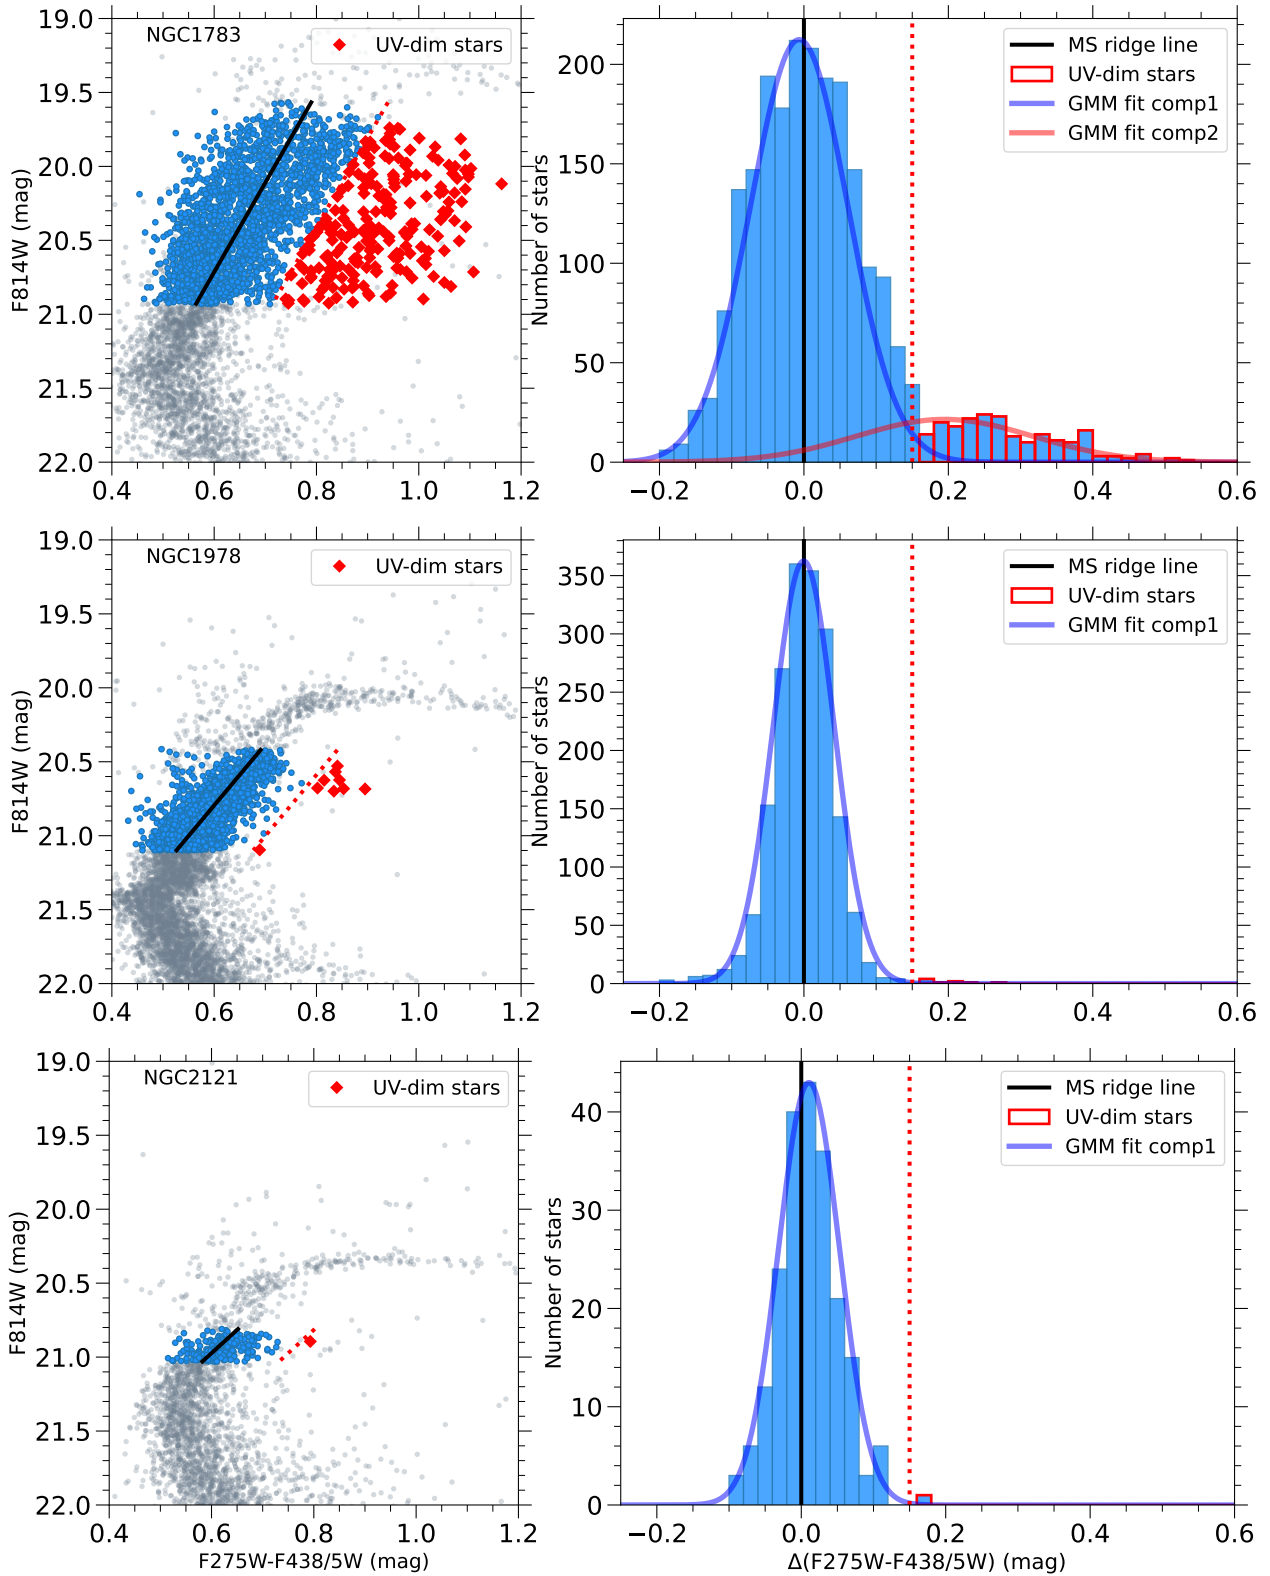 NGC1783
UV-dim stars
19.0
19.5
20.0
20.5
21.0
21.5
22.0
F814W (mag)
0.4 0.6 0.8 1.0 1.2
MS ridge line
UV-dim stars
GMM fit comp1
GMM fit comp2
200
150
100
50
0
Number of stars
−0.2 0.0 0.2 0.4 0.6
NGC1978
UV-dim stars
19.0
19.5
20.0
20.5
21.0
21.5
22.0
F814W (mag)
0.4 0.6 0.8 1.0 1.2
MS ridge line
UV-dim stars
GMM fit comp1
350
300
250
200
150
100
50
0
Number of stars
−0.2 0.0 0.2 0.4 0.6
NGC2121
UV-dim stars
19.0
19.5
20.0
20.5
21.0
21.5
22.0
F814W (mag)
0.4 0.6 0.8 1.0 1.2
F275W-F438/5W (mag)
MS ridge line
UV-dim stars
GMM fit comp1
40
30
20
10
0
Number of stars
−0.2 0.0 0.2 0.4 0.6
Δ(F275W-F438/5W) (mag)